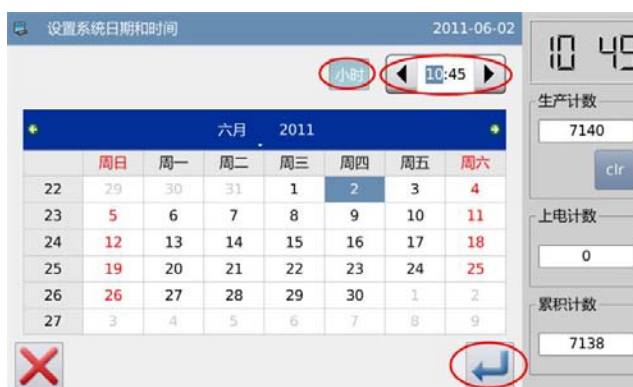 设置系统日期和时间 2011-06-02
小时 10:45
六月 2011
周日 周一 周二 周三 周四 周五 周六
22 29 30 31 1 2 3 4
23 5 6 7 8 9 10 11
24 12 13 14 15 16 17 18
25 19 20 21 22 23 24 25
26 26 27 28 29 30 1 2
27 3 4 5 6 7 8 9
10 45
生产计数
7140
clr
上电计数
0
累积计数
7138